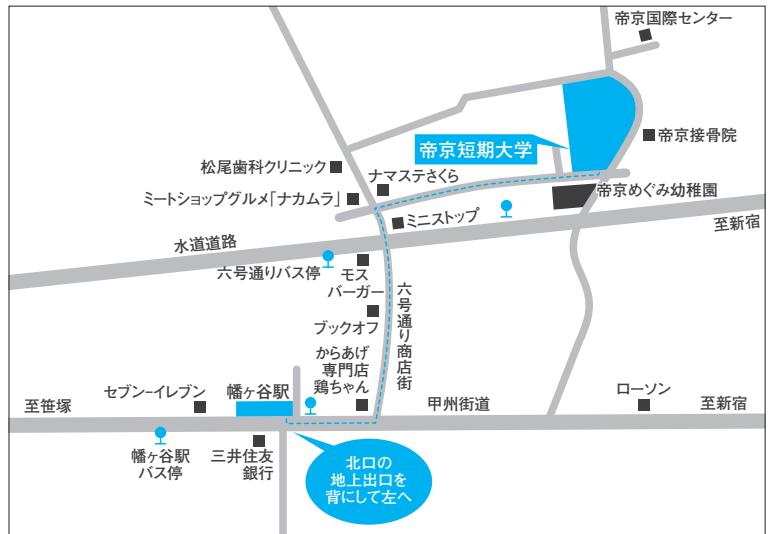 帝京国際センター
帝京短期大学
帝京接骨院
松尾歯科クリニック
ナマステさくら
ミートショップグルメ「ナカムラ」
帝京めぐみ幼稚園
ミニストップ
至新宿
水道道路
六号通りバス停
モス
バーガー
六号通り商店街
ブックオフ
からあげ
専門店
鶏ちゃん
セブン-イレブン
幡ヶ谷駅
ローソン
至笹塚
甲州街道
至新宿
幡ヶ谷駅
バス停
三井住友
銀行
北口の
地上出口を
背にして左へ